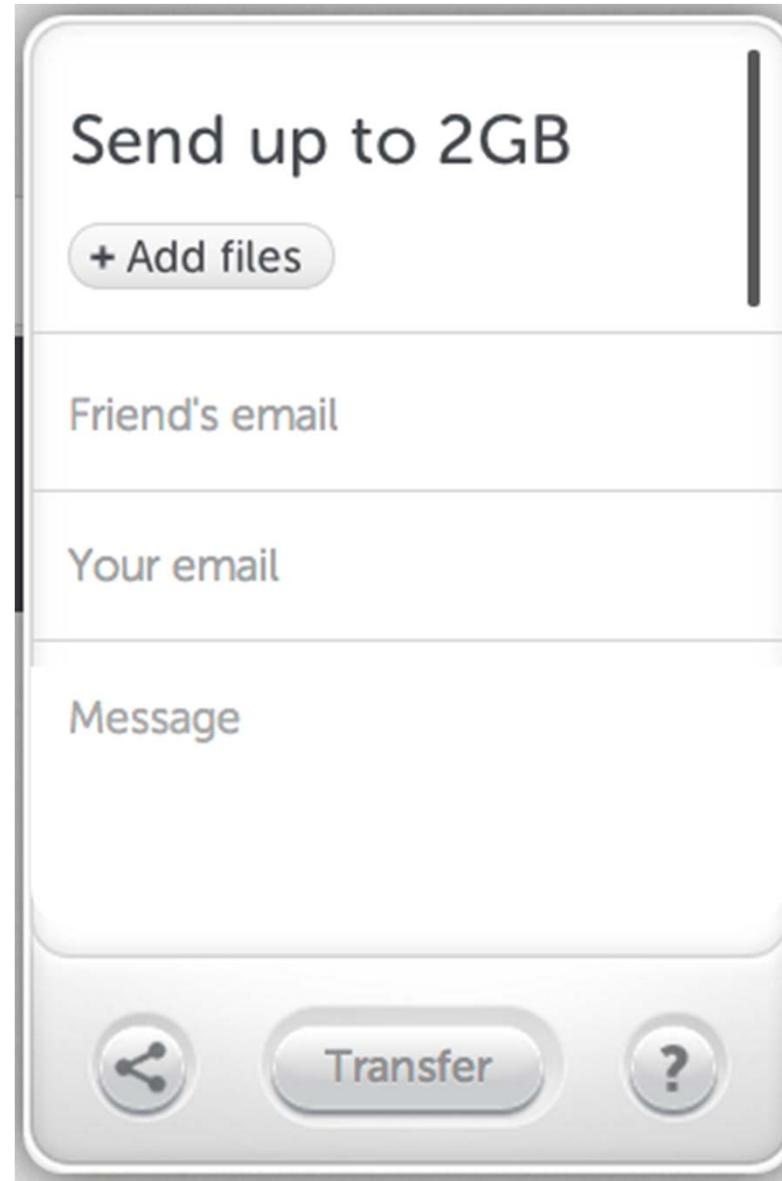 Send up to 2GB
+ Add files
Friend's email
Your email
Message
Transfer
?